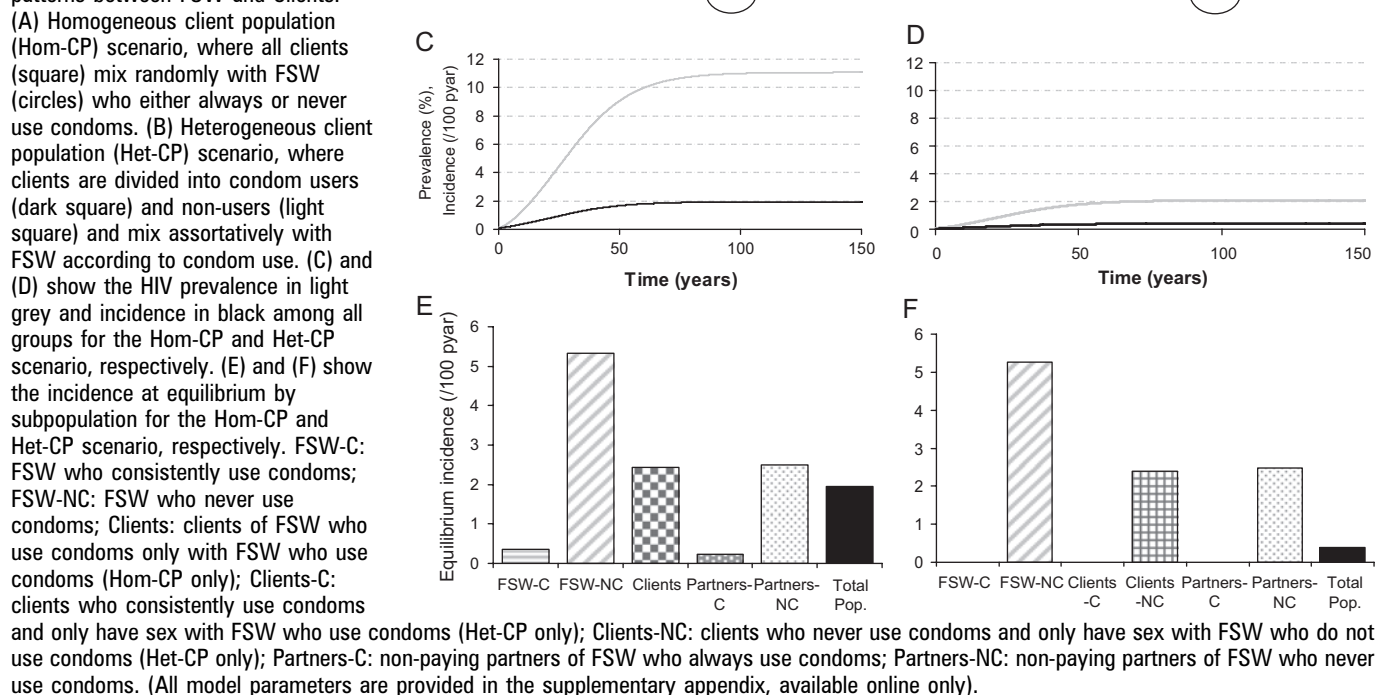 patterns between FSW and Clients.
(A) Homogeneous client population
(Hom-CP) scenario, where all clients
(square) mix randomly with FSW
(circles) who either always or never
use condoms. (B) Heterogeneous client
population (Het-CP) scenario, where
clients are divided into condom users
(dark square) and non-users (light
square) and mix assortatively with
FSW according to condom use. (C) and
(D) show the HIV prevalence in light
grey and incidence in black among all
groups for the Hom-CP and Het-CP
scenario, respectively. (E) and (F) show
the incidence at equilibrium by
subpopulation for the Hom-CP and
Het-CP scenario, respectively. FSW-C:
FSW who consistently use condoms;
FSW-NC: FSW who never use
condoms; Clients: clients of FSW who
use condoms only with FSW who use
condoms (Hom-CP only); Clients-C:
clients who consistently use condoms
and only have sex with FSW who use condoms (Het-CP only); Clients-NC: clients who never use condoms and only have sex with FSW who do not
use condoms (Het-CP only); Partners-C: non-paying partners of FSW who always use condoms; Partners-NC: non-paying partners of FSW who never
use condoms. (All model parameters are provided in the supplementary appendix, available online only).
C
Prevalence (%),
Incidence (/100 pyar)
12
10
8
6
4
2
0
0 50 100 150
Time (years)
D
12
10
8
6
4
2
0
0 50 100 150
Time (years)
E
Equilibrium incidence (/100 pyar)
6
5
4
3
2
1
0
FSW-C FSW-NC Clients Partners- Partners- Total
C NC Pop.
F
6
5
4
3
2
1
0
FSW-C FSW-NC Clients Clients Partners- Partners- Total
-C -NC C NC Pop.